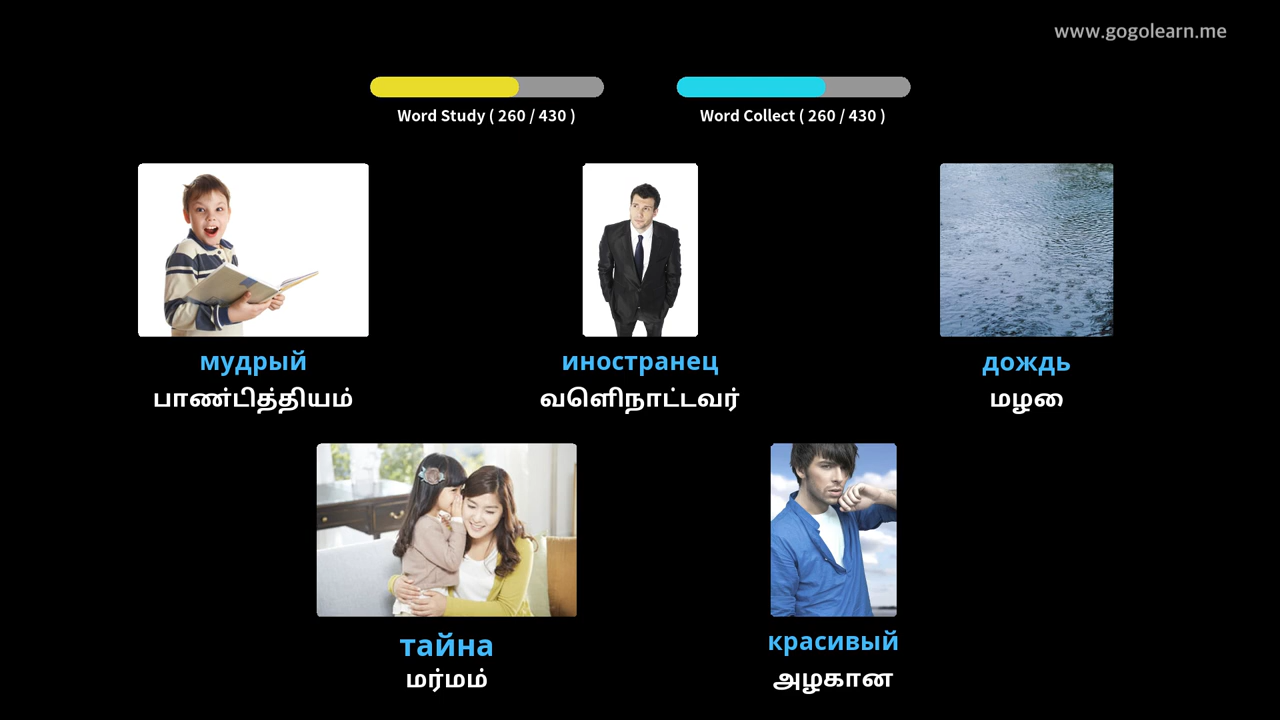 www.gogolearn.me
Word Study ( 260 / 430 )
Word Collect ( 260 / 430 )
мудрый
பாண்டித்தியம்
иностранец
வெளிநாட்டவர்
дождь
மழை
тайна
மர்மம்
красивый
அழகான